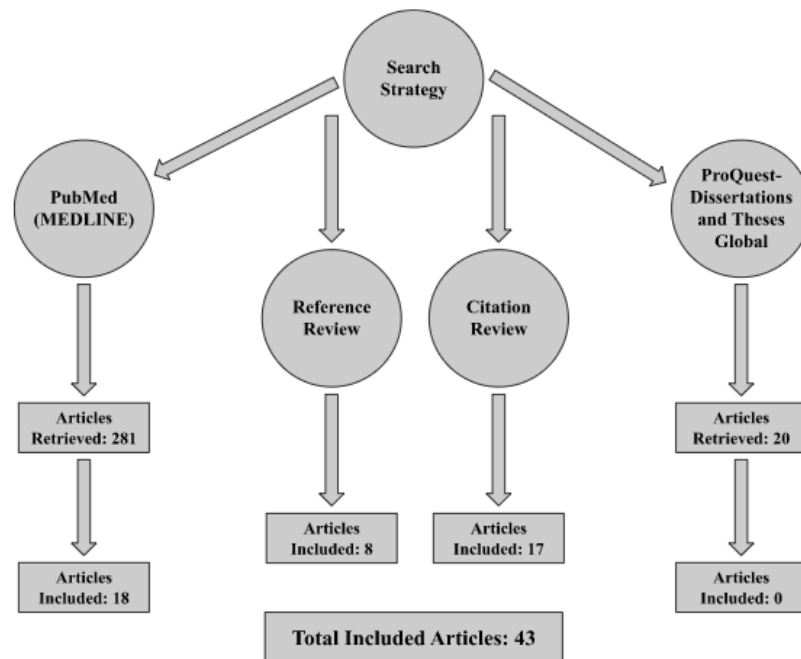 Search
Strategy
PubMed
(MEDLINE)
ProQuest-
Dissertations
and Theses
Global
Reference
Review
Citation
Review
Articles
Retrieved: 281
Articles
Retrieved: 20
Articles
Included: 8
Articles
Included: 17
Articles
Included: 18
Articles
Included: 0
Total Included Articles: 43